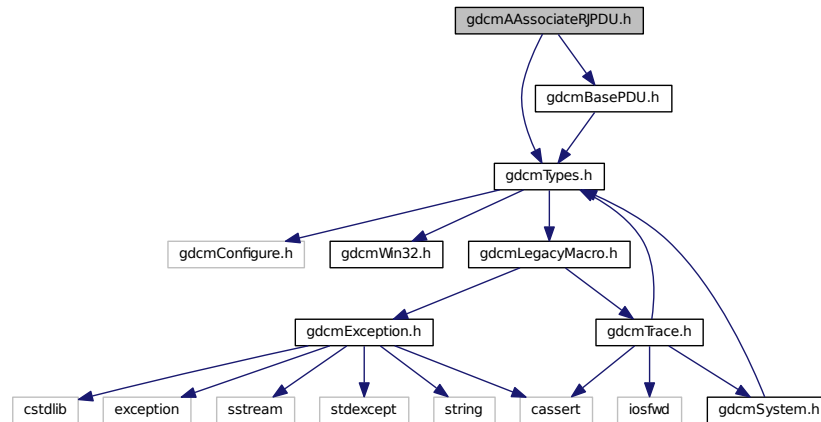 gdcmAAssociateRJPDU.h
gdcmBasePDU.h
gdcmTypes.h
gdcmConfigure.h
gdcmWin32.h
gdcmLegacyMacro.h
gdcmException.h
gdcmTrace.h
cstdlib
exception
sstream
stdexcept
string
cassert
iosfwd
gdcmSystem.h